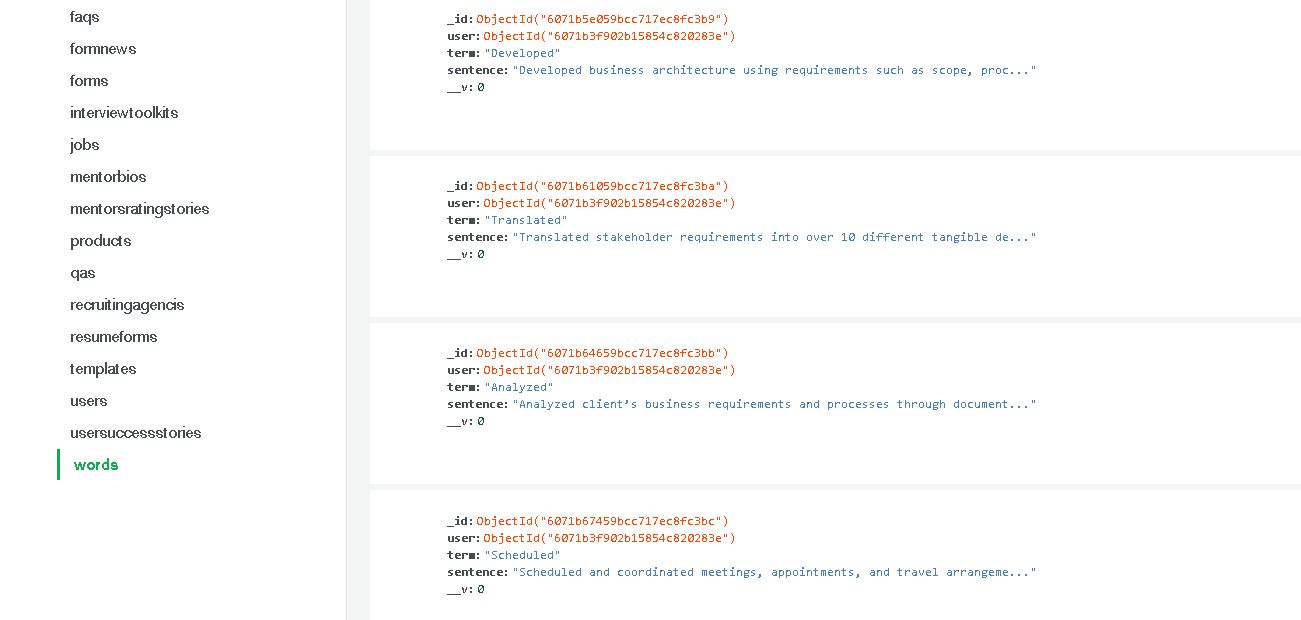 faqs
formnews
forms
interviewtoolkits
jobs
mentorbios
mentorsratingstories
products
qas
recruitingagencis
resumeforms
templates
users
usersuccessstories
words
_id: ObjectId("6071b5e059bcc717ec8fc3b9")
user: ObjectId("6071b3f902b15854c820283e")
term: "Developed"
sentence: "Developed business architecture using requirements such as scope, proc..."
__v: 0
_id: ObjectId("6071b61059bcc717ec8fc3ba")
user: ObjectId("6071b3f902b15854c820283e")
term: "Translated"
sentence: "Translated stakeholder requirements into over 10 different tangible de..."
__v: 0
_id: ObjectId("6071b64659bcc717ec8fc3bb")
user: ObjectId("6071b3f902b15854c820283e")
term: "Analyzed"
sentence: "Analyzed client’s business requirements and processes through document..."
__v: 0
_id: ObjectId("6071b67459bcc717ec8fc3bc")
user: ObjectId("6071b3f902b15854c820283e")
term: "Scheduled"
sentence: "Scheduled and coordinated meetings, appointments, and travel arrangeme..."
__v: 0